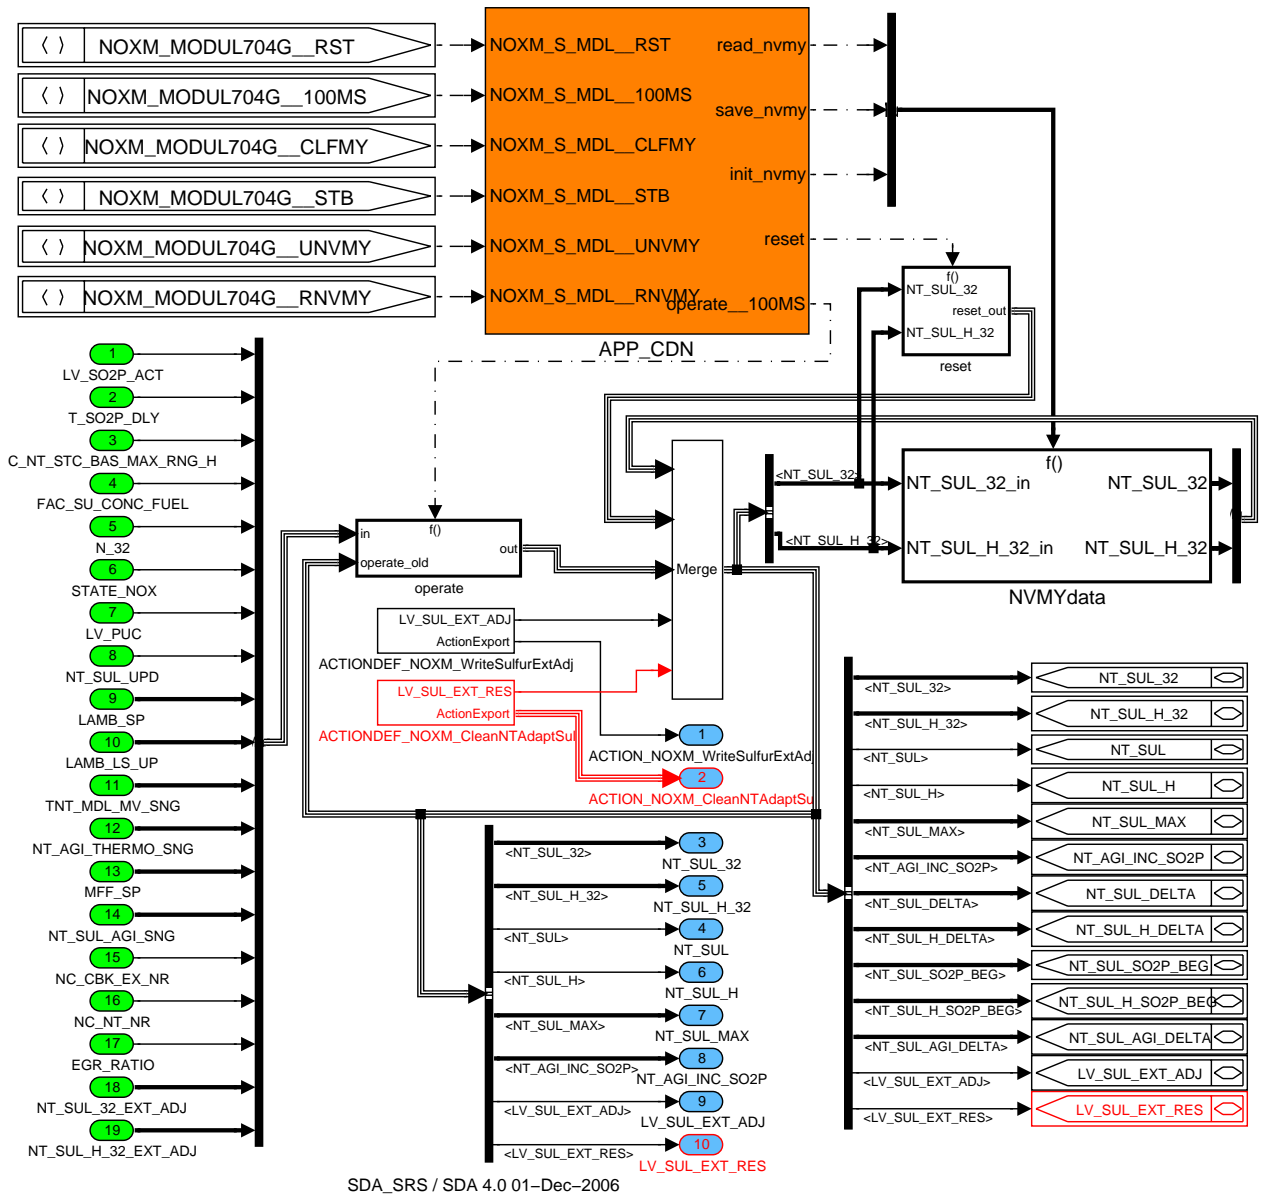 NOXM_MODUL704G__RST
NOXM_MODUL704G__100MS
NOXM_MODUL704G__CLFMY
NOXM_MODUL704G__STB
NOXM_MODUL704G__UNVMY
NOXM_MODUL704G__RNVMY
NOXM_S_MDL__RST
NOXM_S_MDL__100MS
NOXM_S_MDL__CLFMY
NOXM_S_MDL__STB
NOXM_S_MDL__UNVMY
NOXM_S_MDL__RNVMY
read_nvmy
save_nvmy
init_nvmy
reset
operate__100MS
APP_CDN
f()
NT_SUL_32
reset_out
NT_SUL_H_32
reset
1
LV_SO2P_ACT
2
T_SO2P_DLY
3
C_NT_STC_BAS_MAX_RNG_H
4
FAC_SU_CONC_FUEL
5
N_32
6
STATE_NOX
7
LV_PUC
8
NT_SUL_UPD
9
LAMB_SP
10
LAMB_LS_UP
11
TNT_MDL_MV_SNG
12
NT_AGI_THERMO_SNG
13
MFF_SP
14
NT_SUL_AGI_SNG
15
NC_CBK_EX_NR
16
NC_NT_NR
17
EGR_RATIO
18
NT_SUL_32_EXT_ADJ
19
NT_SUL_H_32_EXT_ADJ
f()
in
out
operate_old
operate
LV_SUL_EXT_ADJ
ActionExport
ACTIONDEF_NOXM_WriteSulfurExtAdj
LV_SUL_EXT_RES
ActionExport
ACTIONDEF_NOXM_CleanNTAdaptSul
Merge
<NT_SUL_32>
<NT_SUL_H_32>
f()
NT_SUL_32_in
NT_SUL_32
NT_SUL_H_32_in
NT_SUL_H_32
NVMYdata
1
ACTION_NOXM_WriteSulfurExtAdj
2
ACTION_NOXM_CleanNTAdaptSul
<NT_SUL_32>
3
NT_SUL_32
<NT_SUL_H_32>
5
NT_SUL_H_32
<NT_SUL>
4
NT_SUL
<NT_SUL_H>
6
NT_SUL_H
<NT_SUL_MAX>
7
NT_SUL_MAX
<NT_AGI_INC_SO2P>
8
NT_AGI_INC_SO2P
<LV_SUL_EXT_ADJ>
9
LV_SUL_EXT_ADJ
<LV_SUL_EXT_RES>
10
LV_SUL_EXT_RES
<NT_SUL_32>
NT_SUL_32
<NT_SUL_H_32>
NT_SUL_H_32
<NT_SUL>
NT_SUL
<NT_SUL_H>
NT_SUL_H
<NT_SUL_MAX>
NT_SUL_MAX
<NT_AGI_INC_SO2P>
NT_AGI_INC_SO2P
<NT_SUL_DELTA>
NT_SUL_DELTA
<NT_SUL_H_DELTA>
NT_SUL_H_DELTA
<NT_SUL_SO2P_BEG>
NT_SUL_SO2P_BEG
<NT_SUL_H_SO2P_BEG>
NT_SUL_H_SO2P_BEG
<NT_SUL_AGI_DELTA>
NT_SUL_AGI_DELTA
<LV_SUL_EXT_ADJ>
LV_SUL_EXT_ADJ
<LV_SUL_EXT_RES>
LV_SUL_EXT_RES
SDA_SRS / SDA 4.0 01–Dec–2006